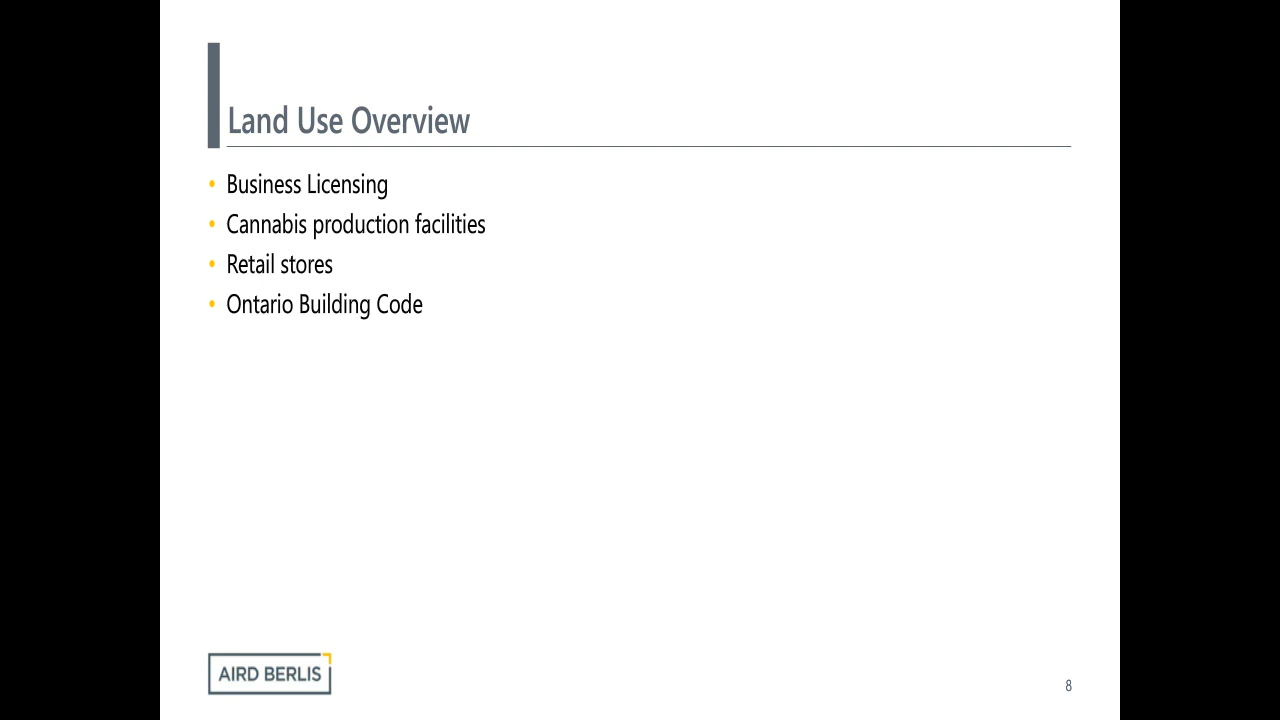 Land Use Overview
• Business Licensing
• Cannabis production facilities
• Retail stores
• Ontario Building Code
AIRD BERLIS
8